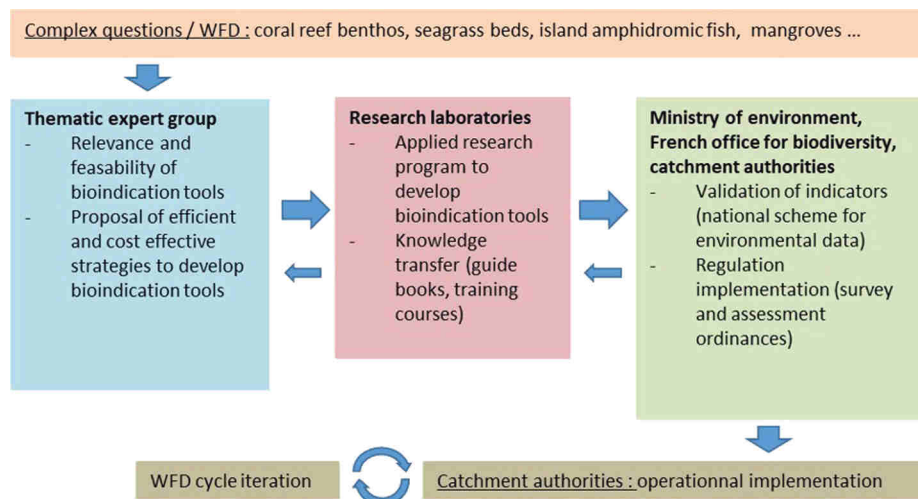 Complex questions / WFD : coral reef benthos, seagrass beds, island amphidromic fish, mangroves ...
Thematic expert group
- Relevance and
feasability of
bioindication tools
- Proposal of efficient
and cost effective
strategies to develop
bioindication tools
Research laboratories
- Applied research
program to
develop
bioindication tools
- Knowledge
transfer (guide
books, training
courses)
Ministry of environment,
French office for biodiversity,
catchment authorities
- Validation of indicators
(national scheme for
environmental data)
- Regulation
implementation (survey
and assessment
ordinances)
WFD cycle iteration
Catchment authorities : operationnal implementation